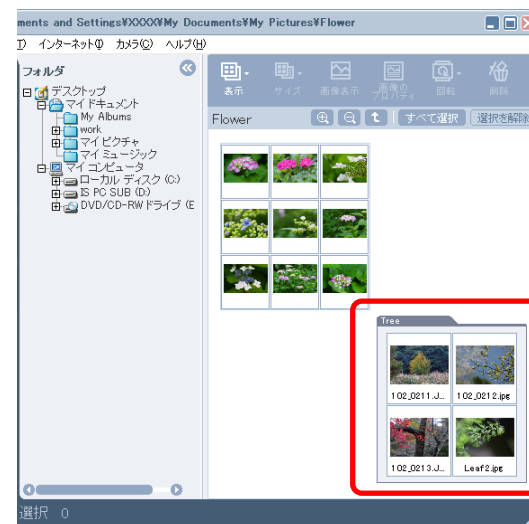 ments and Settings¥XXXX¥My Documents¥My Pictures¥Flower
T) インターネット(I) カメラ(C) ヘルプ(H)
フォルダ
デスクトップ
マイ ドキュメント
My Albums
work
マイ ピクチャ
マイ ミュージック
マイ コンピュータ
ローカル ディスク (C:)
IS PC SUB (D:)
DVD/CD-RW ドライブ (E
表示 サイズ 画像表示 画像のプロパティ 回転 削除
Flower すべて選択 選択を解除
Tree
102_0211.J... 102_0212.jpg
102_0213.J... Leaf2.jpg
選択 0